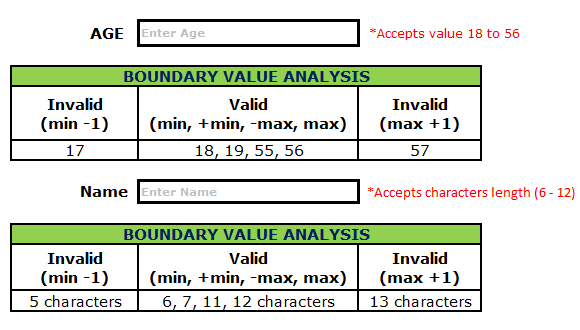 AGE Enter Age *Accepts value 18 to 56
BOUNDARY VALUE ANALYSIS
Invalid Valid Invalid
(min -1) (min, +min, -max, max) (max +1)
17 18, 19, 55, 56 57
Name Enter Name *Accepts characters length (6 - 12)
BOUNDARY VALUE ANALYSIS
Invalid Valid Invalid
(min -1) (min, +min, -max, max) (max +1)
5 characters 6, 7, 11, 12 characters 13 characters